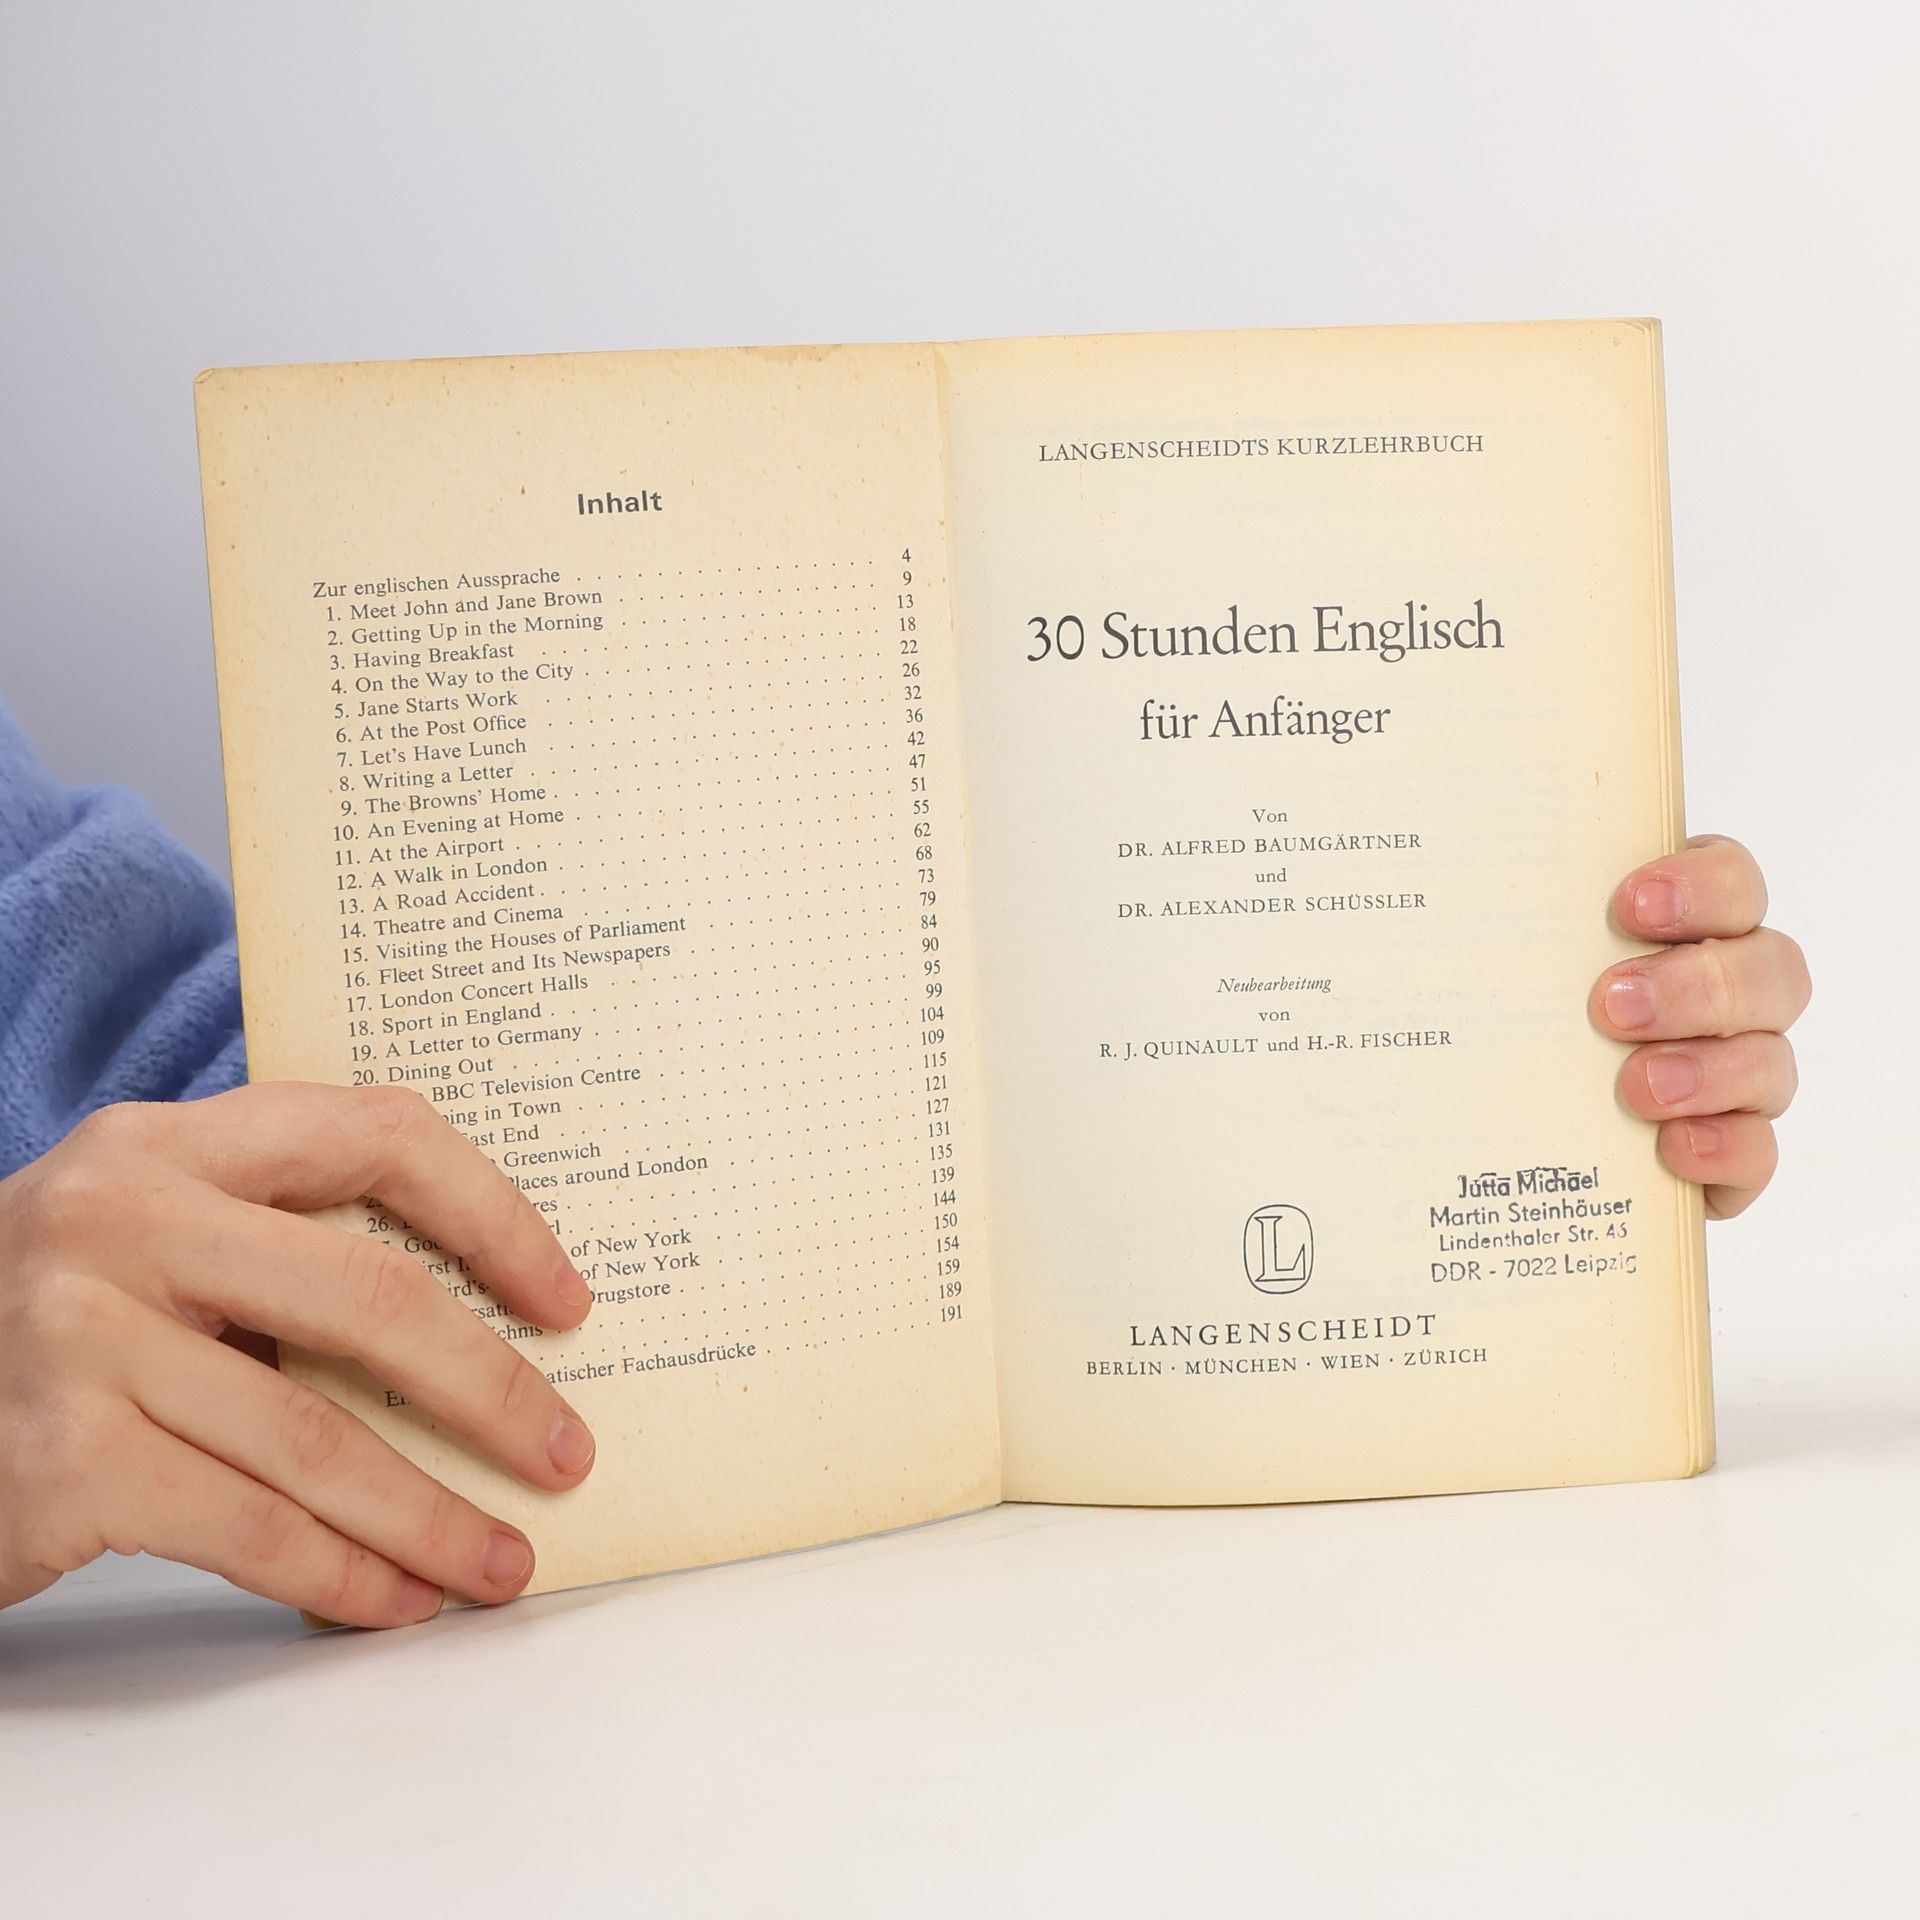 Inhalt
Zur englischen Aussprache . . . . . . . . . . . . . . . 4
1. Meet John and Jane Brown . . . . . . . . . . . . . 9
2. Getting Up in the Morning . . . . . . . . . . . . . 13
3. Having Breakfast . . . . . . . . . . . . . . . . . 18
4. On the Way to the City . . . . . . . . . . . . . . . 22
5. Jane Starts Work . . . . . . . . . . . . . . . . . 26
6. At the Post Office . . . . . . . . . . . . . . . . . 32
7. Let's Have Lunch . . . . . . . . . . . . . . . . . 36
8. Writing a Letter . . . . . . . . . . . . . . . . . . 42
9. The Browns' Home . . . . . . . . . . . . . . . . . 47
10. An Evening at Home . . . . . . . . . . . . . . . . 51
11. At the Airport . . . . . . . . . . . . . . . . . . . 55
12. A Walk in London . . . . . . . . . . . . . . . . . 62
13. A Road Accident . . . . . . . . . . . . . . . . . . 68
14. Theatre and Cinema . . . . . . . . . . . . . . . . 73
15. Visiting the Houses of Parliament . . . . . . . . . . 79
16. Fleet Street and Its Newspapers . . . . . . . . . . . 84
17. London Concert Halls . . . . . . . . . . . . . . . 90
18. Sport in England . . . . . . . . . . . . . . . . . . 95
19. A Letter to Germany . . . . . . . . . . . . . . . . 99
20. Dining Out . . . . . . . . . . . . . . . . . . . . 104
BBC Television Centre . . . . . . . . . . . . . 109
in Town . . . . . . . . . . . . . . . . . 115
End . . . . . . . . . . . . . . . . . . 121
Greenwich . . . . . . . . . . . . . . . 127
around London . . . . . . . . . . 131
26. . . . . . . . . . . . . . . . . 135
. . . . . . . . . . . . . . . . 139
of New York . . . . . . . . . . 144
of New York . . . . . . . . . . 150
Drugstore . . . . . . . . . . . . 154
. . . . . . . . . . . . . . . . 159
. . . . . . . . . . . . . . . . 189
Fachausdrücke . . . . . . . . . 191
LANGENSCHEIDTS KURZLEHRBUCH
30 Stunden Englisch
für Anfänger
Von
DR. ALFRED BAUMGÄRTNER
und
DR. ALEXANDER SCHÜSSLER
Neubearbeitung
von
R. J. QUINAULT und H.-R. FISCHER
Jutta Michael
Martin Steinhäuser
Lindenthaler Str. 46
DDR - 7022 Leipzig
L
LANGENSCHEIDT
BERLIN · MÜNCHEN · WIEN · ZÜRICH